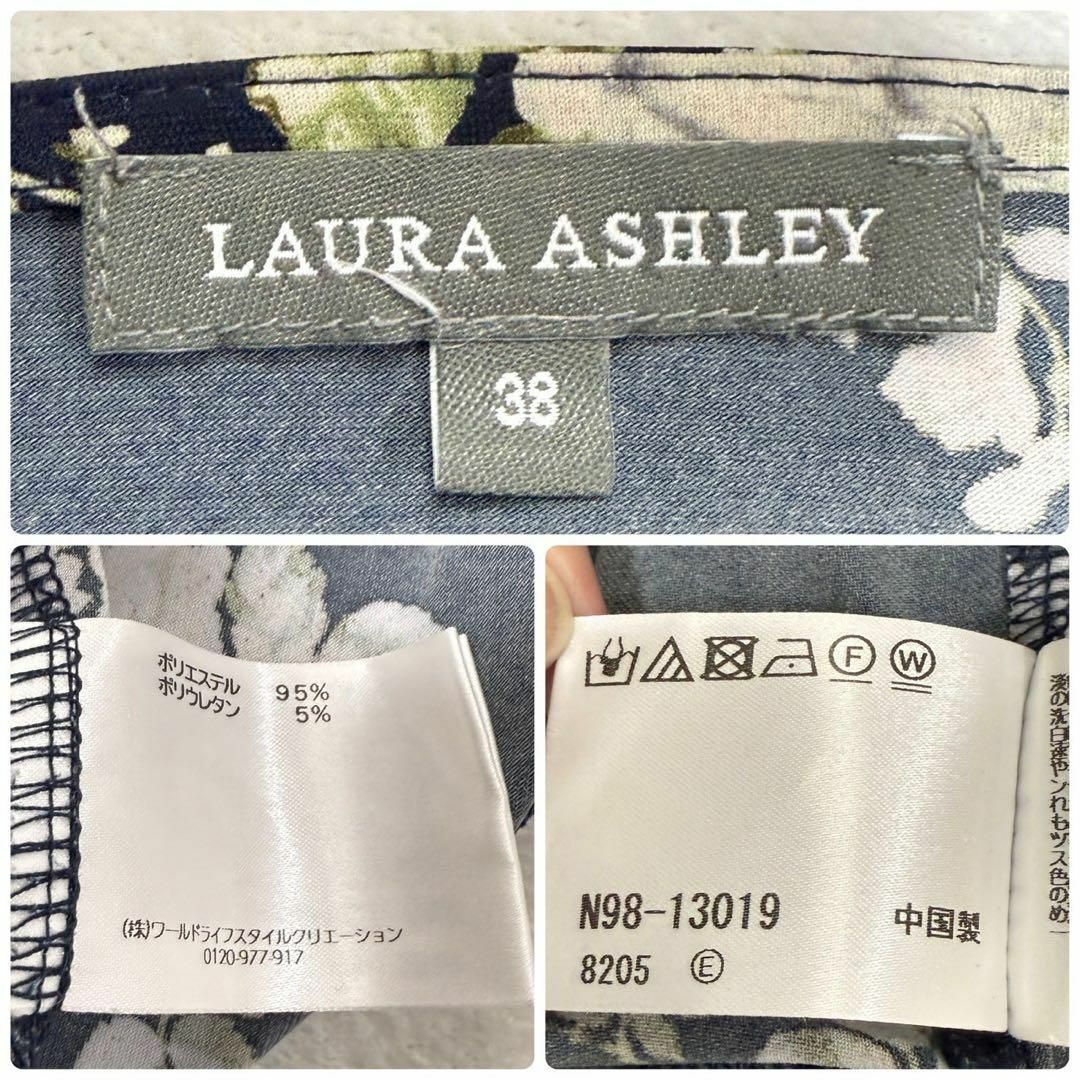 LAURA ASHLEY
38
ポリエステル 95%
ポリウレタン 5%
(株)ワールドライフスタイルクリエーション
0120-977-917
F W
N98-13019
中国製
8205 E